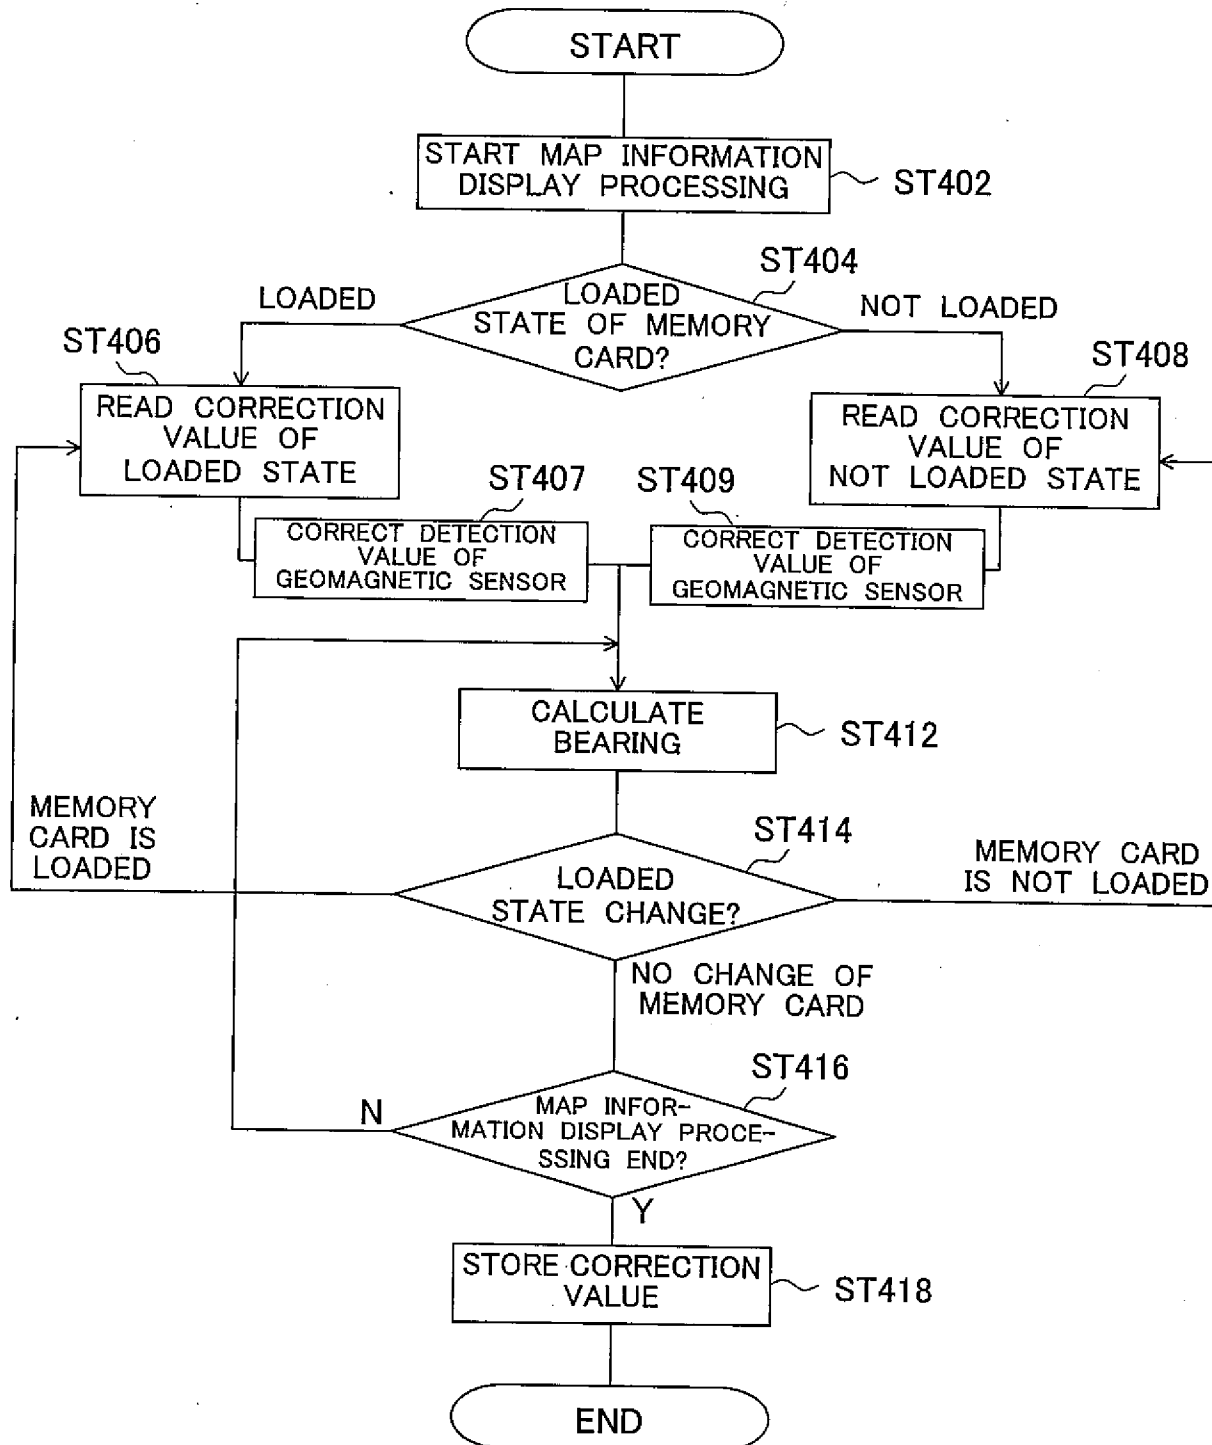 START
START MAP INFORMATION
DISPLAY PROCESSING
ST402
ST404
LOADED
STATE OF MEMORY
CARD?
LOADED
NOT LOADED
ST406
READ CORRECTION
VALUE OF
LOADED STATE
ST408
READ CORRECTION
VALUE OF
NOT LOADED STATE
ST407
CORRECT DETECTION
VALUE OF
GEOMAGNETIC SENSOR
ST409
CORRECT DETECTION
VALUE OF
GEOMAGNETIC SENSOR
CALCULATE
BEARING
ST412
MEMORY
CARD IS
LOADED
ST414
LOADED
STATE CHANGE?
MEMORY CARD
IS NOT LOADED
NO CHANGE OF
MEMORY CARD
ST416
N
MAP INFOR-
MATION DISPLAY PROCE-
SSING END?
Y
STORE CORRECTION
VALUE
ST418
END